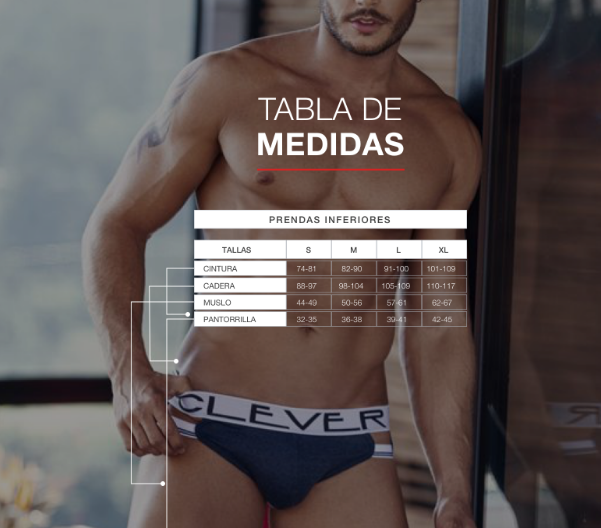 TABLA DE
MEDIDAS
PRENDAS INFERIORES
TALLAS S M L XL
CINTURA 74-81 82-90 91-100 101-109
CADERA 88-97 98-104 105-109 110-117
MUSLO 44-49 50-56 57-61 62-67
PANTORRILLA 32-35 36-38 39-41 42-45
CLEVER